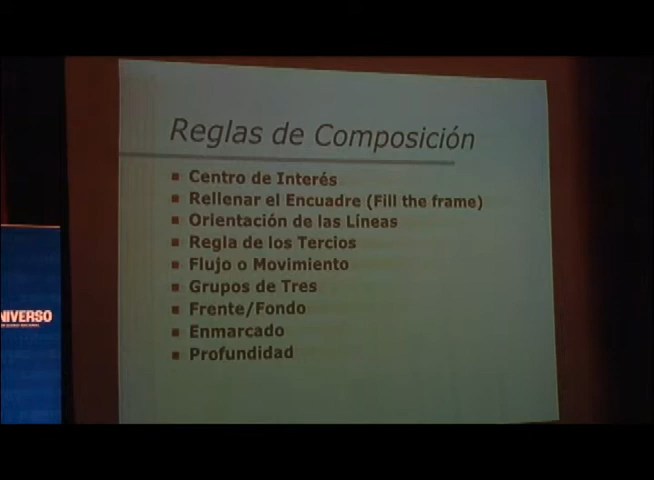 Reglas de Composición
Centro de Interés
Rellenar el Encuadre (Fill the frame)
Orientación de las Líneas
Regla de los Tercios
Flujo o Movimiento
Grupos de Tres
Frente/Fondo
Enmarcado
Profundidad
NIVERSO